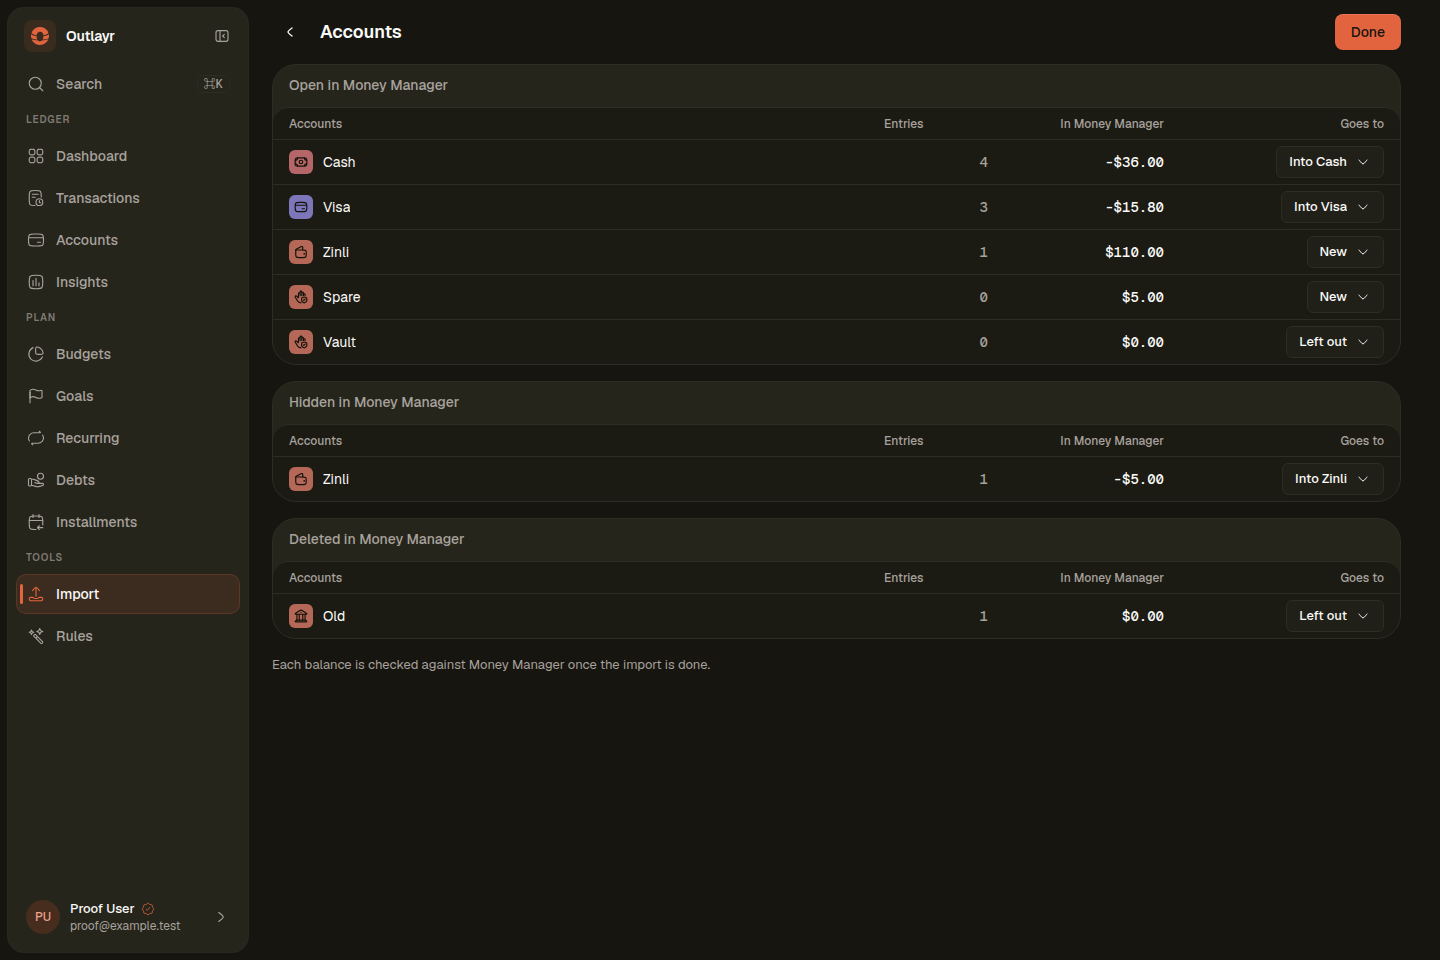 Outlayr
Search ⌘K
LEDGER
Dashboard
Transactions
Accounts
Insights
PLAN
Budgets
Goals
Recurring
Debts
Installments
TOOLS
Import
Rules
PU
Proof User
proof@example.test
Accounts
Done
Open in Money Manager
Accounts Entries In Money Manager Goes to
Cash 4 -$36.00 Into Cash
Visa 3 -$15.80 Into Visa
Zinli 1 $110.00 New
Spare 0 $5.00 New
Vault 0 $0.00 Left out
Hidden in Money Manager
Accounts Entries In Money Manager Goes to
Zinli 1 -$5.00 Into Zinli
Deleted in Money Manager
Accounts Entries In Money Manager Goes to
Old 1 $0.00 Left out
Each balance is checked against Money Manager once the import is done.